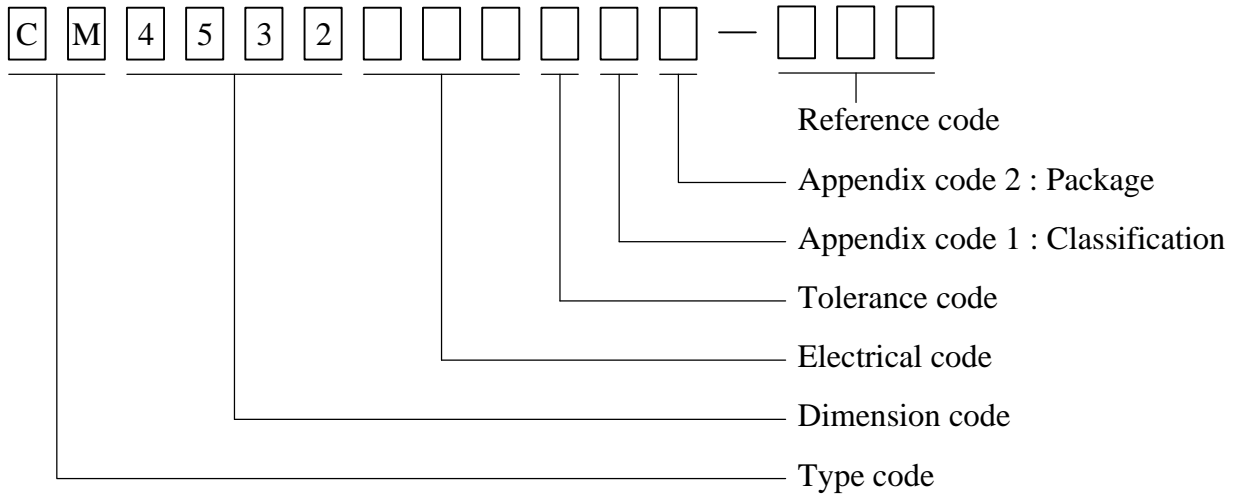 C M 4 5 3 2 —
Reference code
Appendix code 2 : Package
Appendix code 1 : Classification
Tolerance code
Electrical code
Dimension code
Type code